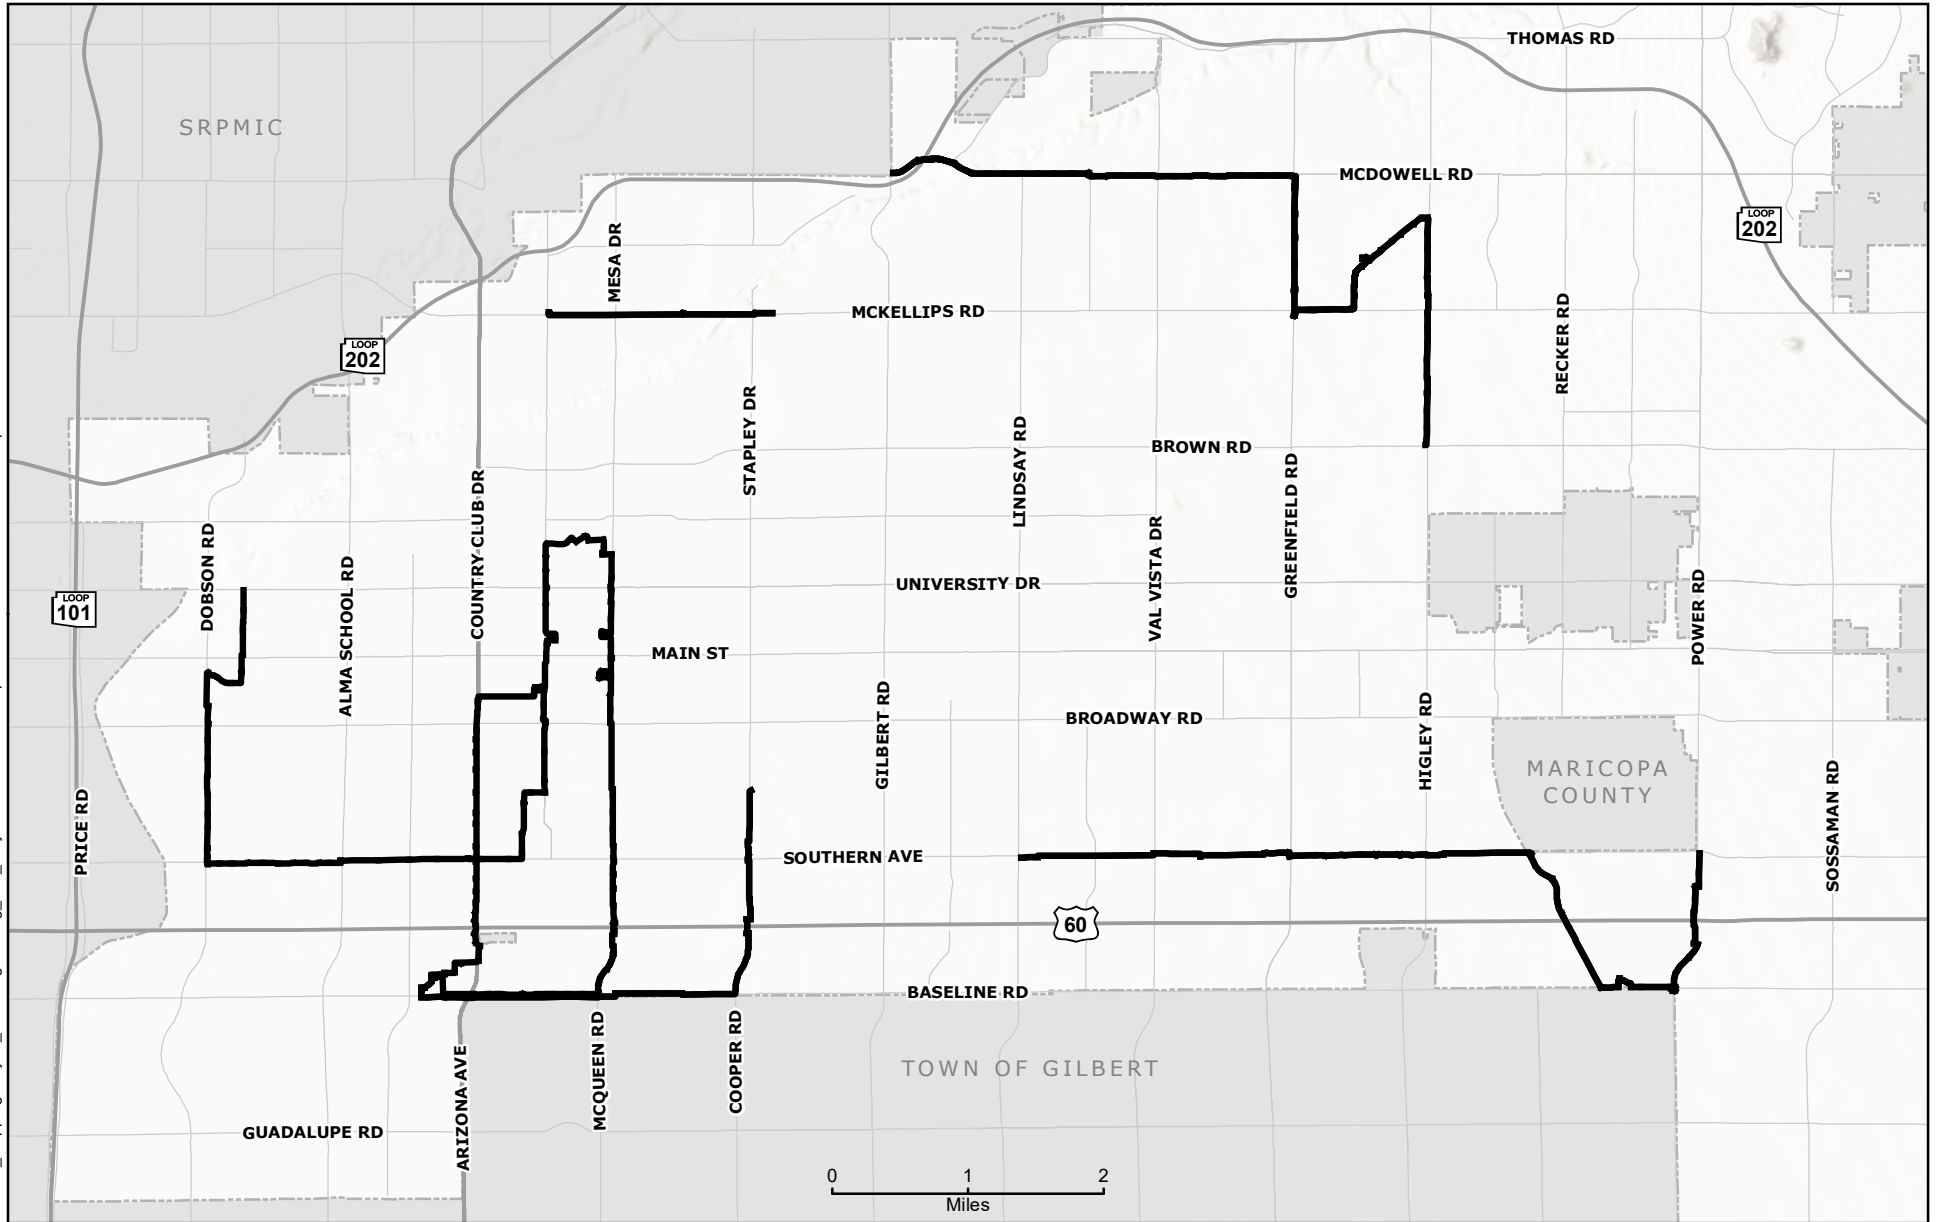 THOMAS RD
SRPMIC
MCDOWELL RD
LOOP
202
MESA DR
MCKELLIPS RD
LOOP
202
RECKER RD
STAPLEY DR
LINDSAY RD
BROWN RD
GREENFIELD RD
COUNTRY CLUB DR
DOBSON RD
ALMA SCHOOL RD
VAL VISTA DR
UNIVERSITY DR
LOOP
101
POWER RD
MAIN ST
GILBERT RD
BROADWAY RD
HIGLEY RD
MARICOPA
COUNTY
SOSSAMAN RD
PRICE RD
SOUTHERN AVE
60
BASELINE RD
MCQUEEN RD
COOPER RD
ARIZONA AVE
TOWN OF GILBERT
GUADALUPE RD
0 1 2
Miles